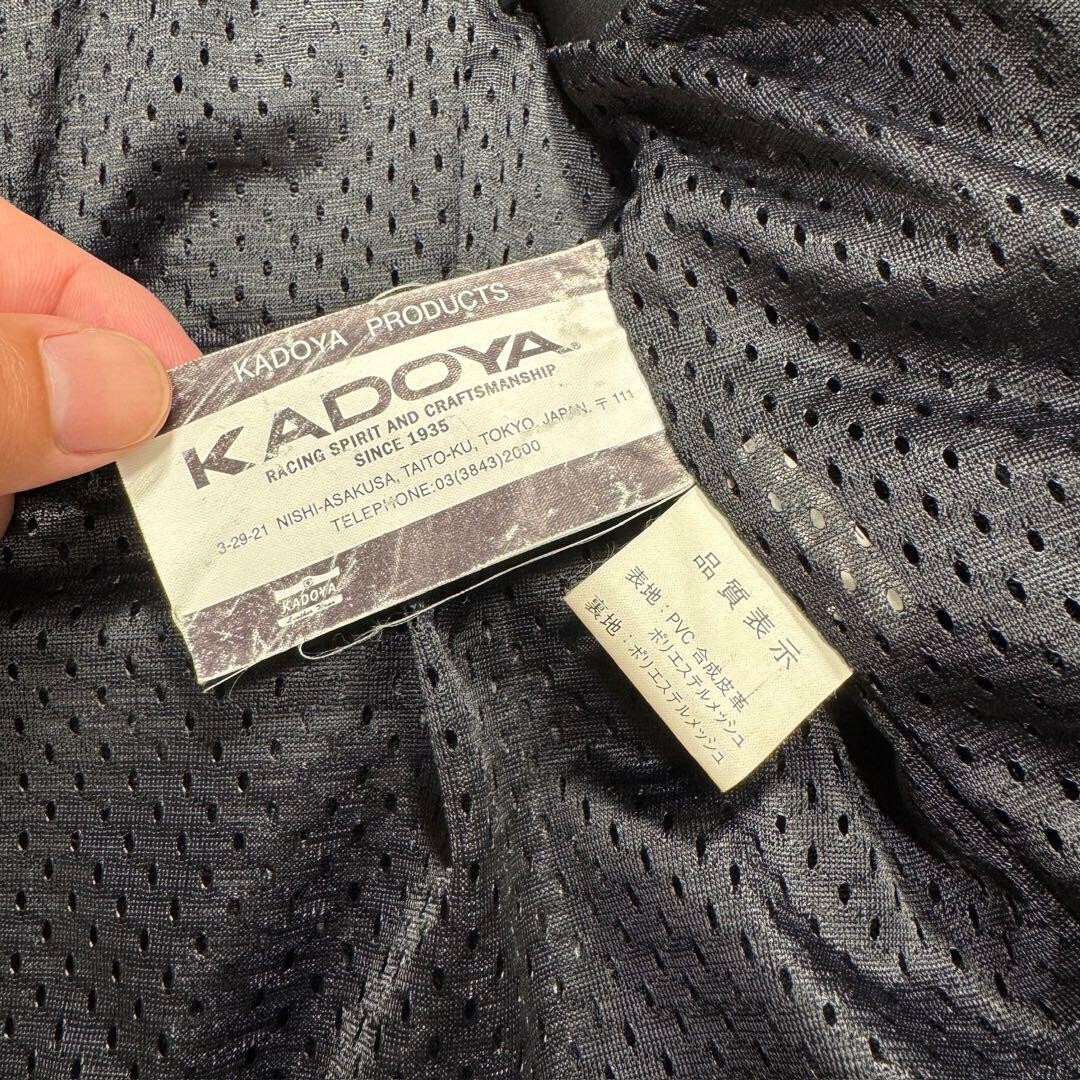 KADOYA PRODUCTS
KADOYA®
RACING SPIRIT AND CRAFTSMANSHIP
SINCE 1935
3-29-21 NISHI-ASAKUSA, TAITO-KU, TOKYO, JAPAN. 〒111
TELEPHONE:03(3843)2000
KADOYA
品質表示
表地：PVC 合成皮革
ポリエステルメッシュ
裏地：ポリエステルメッシュ